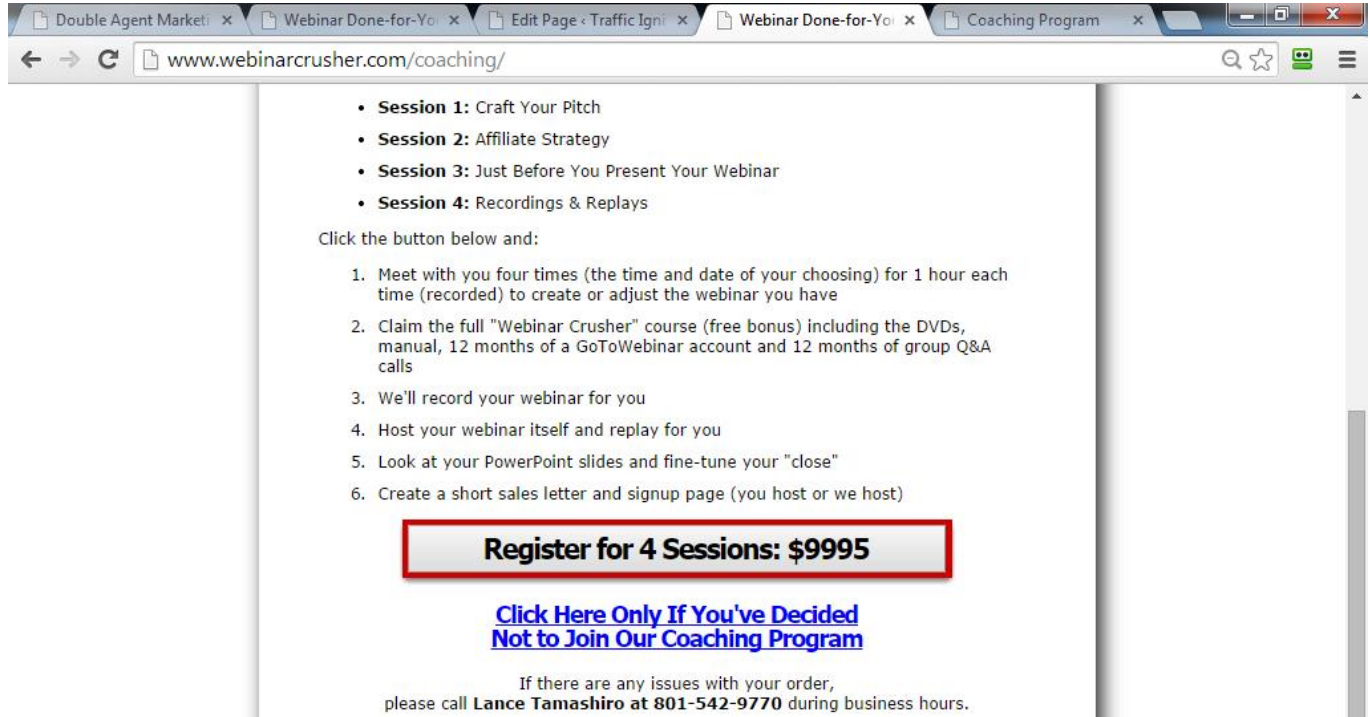 Double Agent Marketi
Webinar Done-for-Yo
Edit Page ‹ Traffic Igni
Webinar Done-for-Yo
Coaching Program
www.webinarcrusher.com/coaching/
• Session 1: Craft Your Pitch
• Session 2: Affiliate Strategy
• Session 3: Just Before You Present Your Webinar
• Session 4: Recordings & Replays
Click the button below and:
1. Meet with you four times (the time and date of your choosing) for 1 hour each
time (recorded) to create or adjust the webinar you have
2. Claim the full "Webinar Crusher" course (free bonus) including the DVDs,
manual, 12 months of a GoToWebinar account and 12 months of group Q&A
calls
3. We'll record your webinar for you
4. Host your webinar itself and replay for you
5. Look at your PowerPoint slides and fine-tune your "close"
6. Create a short sales letter and signup page (you host or we host)
Register for 4 Sessions: $9995
Click Here Only If You've Decided
Not to Join Our Coaching Program
If there are any issues with your order,
please call Lance Tamashiro at 801-542-9770 during business hours.